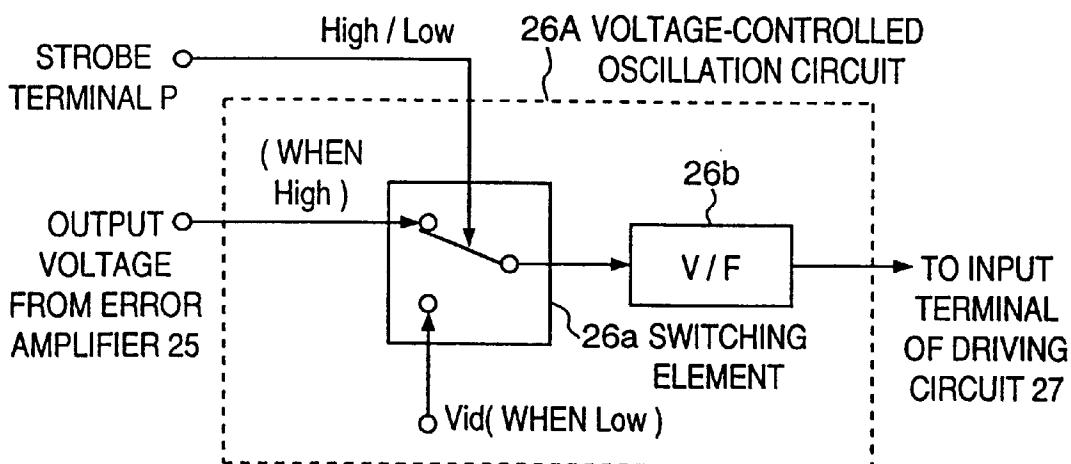 High / Low
STROBE
TERMINAL P
26A VOLTAGE-CONTROLLED
OSCILLATION CIRCUIT
( WHEN
High )
OUTPUT
VOLTAGE
FROM ERROR
AMPLIFIER 25
26b
V / F
TO INPUT
TERMINAL
OF DRIVING
CIRCUIT 27
26a SWITCHING
ELEMENT
Vid( WHEN Low )